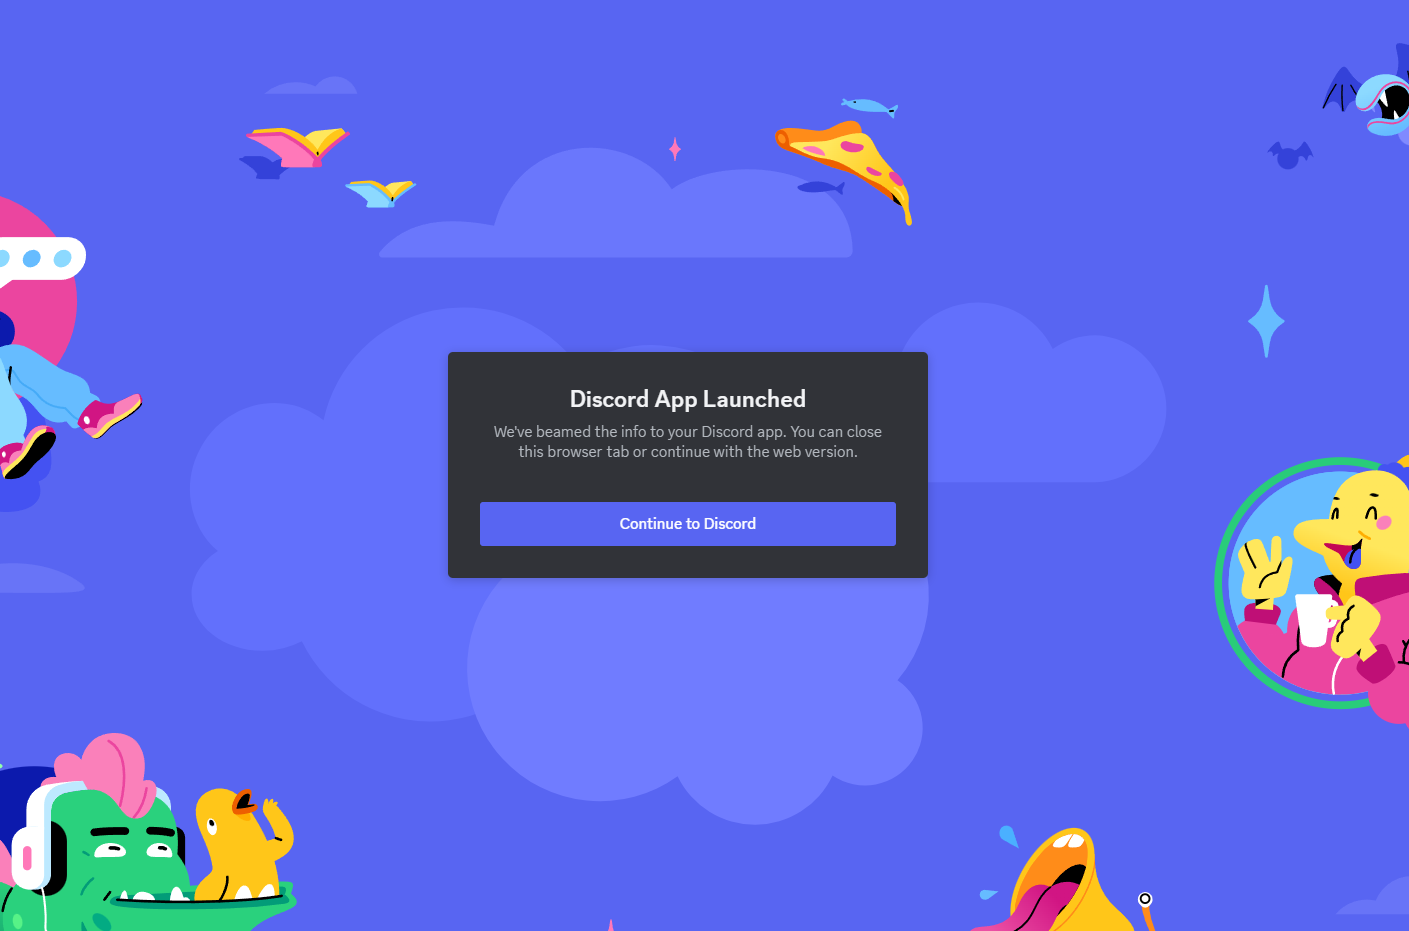 Discord App Launched
We've beamed the info to your Discord app. You can close
this browser tab or continue with the web version.
Continue to Discord